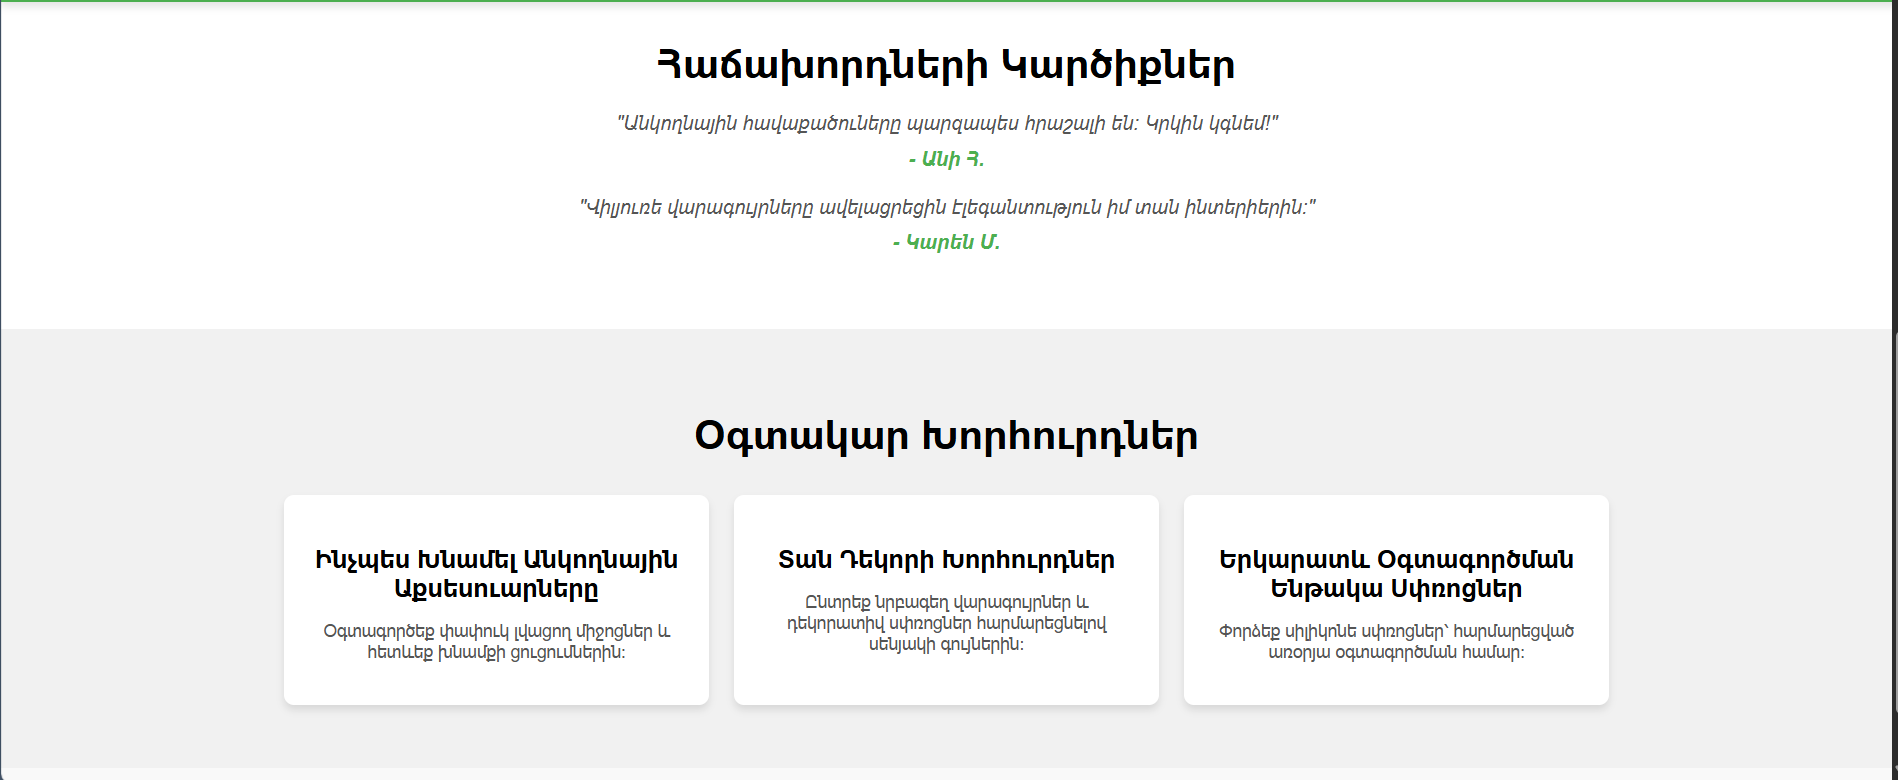 Հաճախորդների Կարծիքներ
"Անկողնային հավաքածուները պարզապես հրաշալի են: Կրկին կգնեմ!"
- Անի Հ.
"Վիլյուռե վարագույրները ավելացրեցին էլեգանտություն իմ տան ինտերիերին:"
- Կարեն Մ.
Օգտակար Խորհուրդներ
Ինչպես Խնամել Անկողնային
Աքսեսուարները
Օգտագործեք փափուկ լվացող միջոցներ և
հետևեք խնամքի ցուցումներին:
Տան Դեկորի Խորհուրդներ
Ընտրեք նրբագեղ վարագույրներ և
դեկորատիվ սփռոցներ հարմարեցնելով
սենյակի գույներին:
Երկարատև Օգտագործման
Ենթակա Սփռոցներ
Փորձեք սիլիկոնե սփռոցներ՝ հարմարեցված
առօրյա օգտագործման համար: